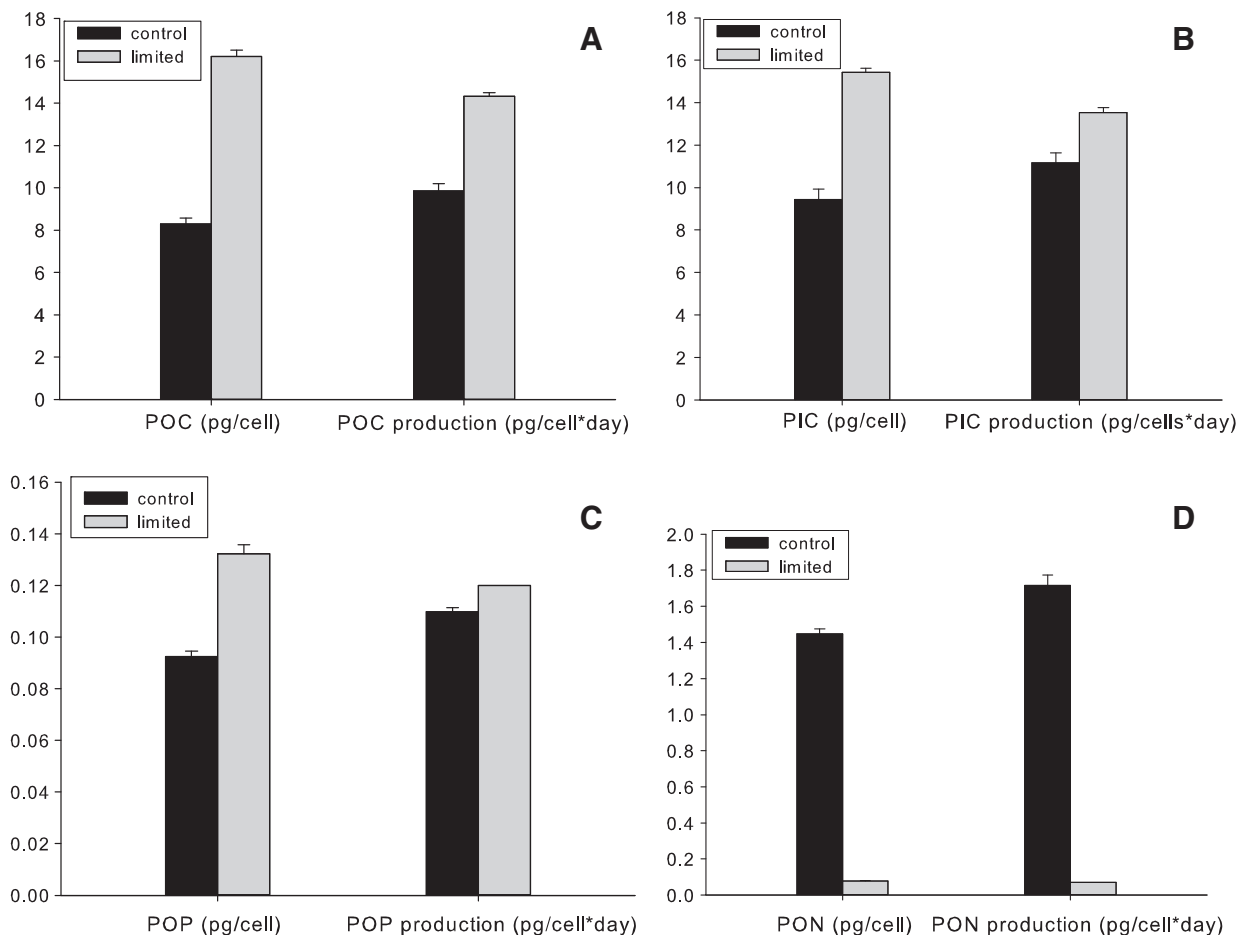 18
16
14
12
10
8
6
4
2
0
control
limited
A
POC (pg/cell)
POC production (pg/cell*day)
18
16
14
12
10
8
6
4
2
0
control
limited
B
PIC (pg/cell)
PIC production (pg/cells*day)
0.16
0.14
0.12
0.10
0.08
0.06
0.04
0.02
0.00
control
limited
C
POP (pg/cell)
POP production (pg/cell*day)
2.0
1.8
1.6
1.4
1.2
1.0
0.8
0.6
0.4
0.2
0.0
control
limited
D
PON (pg/cell)
PON production (pg/cell*day)